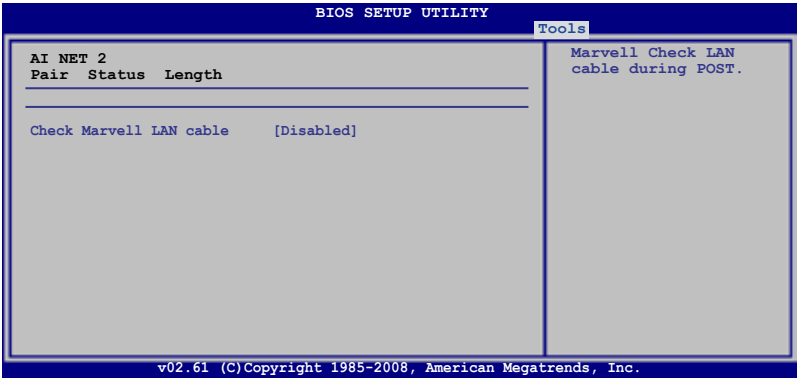 BIOS SETUP UTILITY
Tools
AI NET 2
Pair Status Length
Check Marvell LAN cable [Disabled]
Marvell Check LAN
cable during POST.
v02.61 (C)Copyright 1985-2008, American Megatrends, Inc.